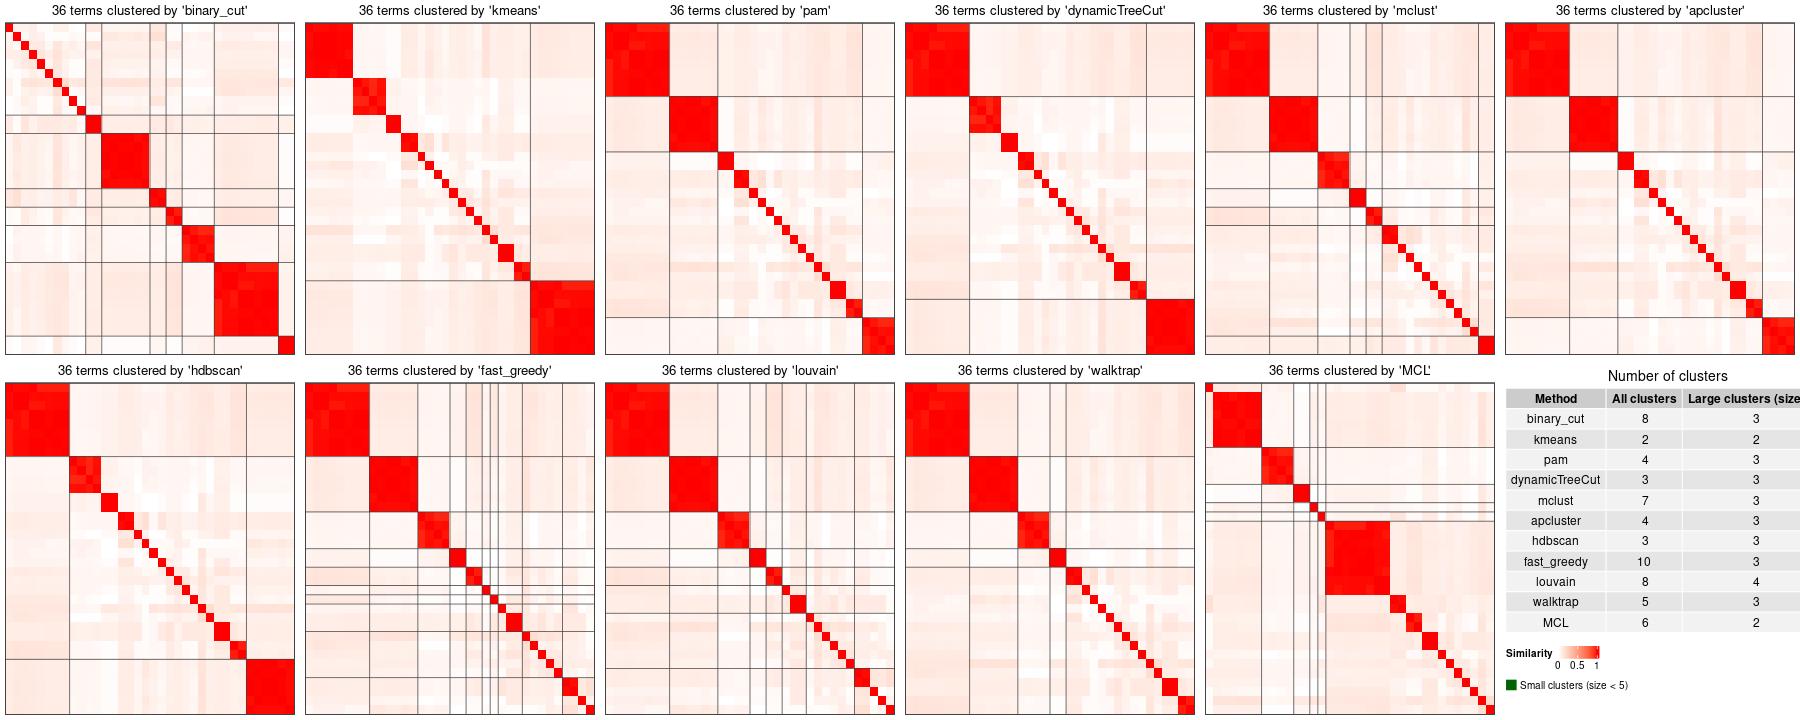 36 terms clustered by 'binary_cut'
36 terms clustered by 'kmeans'
36 terms clustered by 'pam'
36 terms clustered by 'dynamicTreeCut'
36 terms clustered by 'mclust'
36 terms clustered by 'apcluster'
36 terms clustered by 'hdbscan'
36 terms clustered by 'fast_greedy'
36 terms clustered by 'louvain'
36 terms clustered by 'walktrap'
36 terms clustered by 'MCL'
Number of clusters
Method All clusters Large clusters (size
binary_cut 8 3
kmeans 2 2
pam 4 3
dynamicTreeCut 3 3
mclust 7 3
apcluster 4 3
hdbscan 3 3
fast_greedy 10 3
louvain 8 4
walktrap 5 3
MCL 6 2
Similarity
0 0.5 1
Small clusters (size < 5)